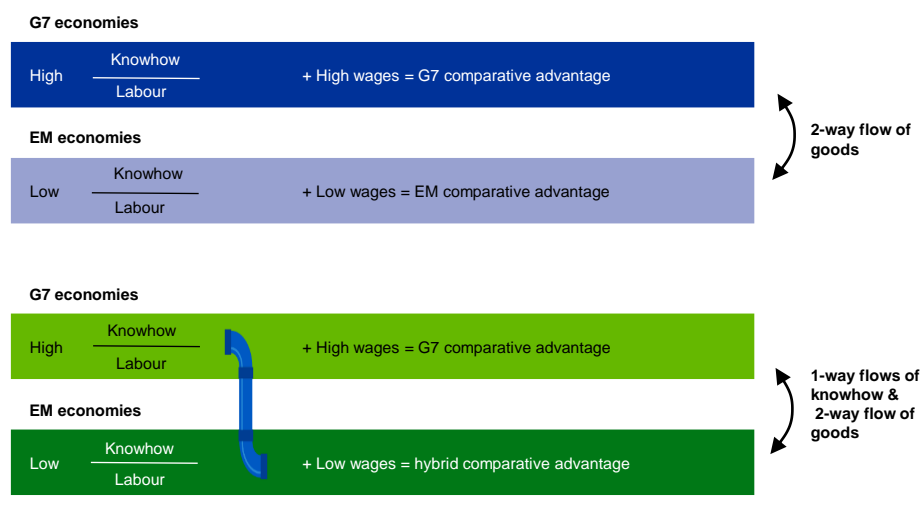 G7 economies
High
Knowhow
Labour
+ High wages = G7 comparative advantage
2-way flow of
goods
EM economies
Low
Knowhow
Labour
+ Low wages = EM comparative advantage
G7 economies
High
Knowhow
Labour
+ High wages = G7 comparative advantage
1-way flows of
knowhow &
2-way flow of
goods
EM economies
Low
Knowhow
Labour
+ Low wages = hybrid comparative advantage